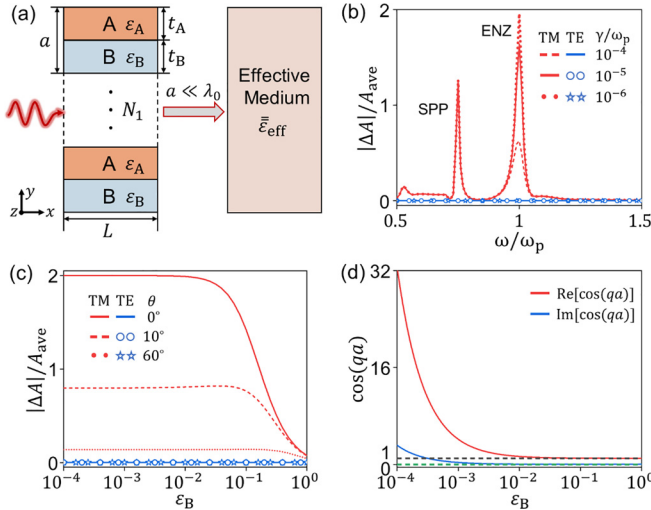 (a)
A ε_A
t_A
a
B ε_B
t_B
N_1
a ≪ λ_0
Effective
Medium
ε̿_eff
A ε_A
B ε_B
y
z x
L
(b)
|ΔA|/A_ave
2
1
0
0.5 1 1.5
ω/ω_p
SPP
ENZ
TM TE γ/ω_p
10^-4
10^-5
10^-6
(c)
|ΔA|/A_ave
2
1
0
TM TE θ
0°
10°
60°
10^-4 10^-3 10^-2 10^-1 10^0
ε_B
(d)
cos(qa)
32
16
1
0
Re[cos(qa)]
Im[cos(qa)]
10^-4 10^-3 10^-2 10^-1 10^0
ε_B